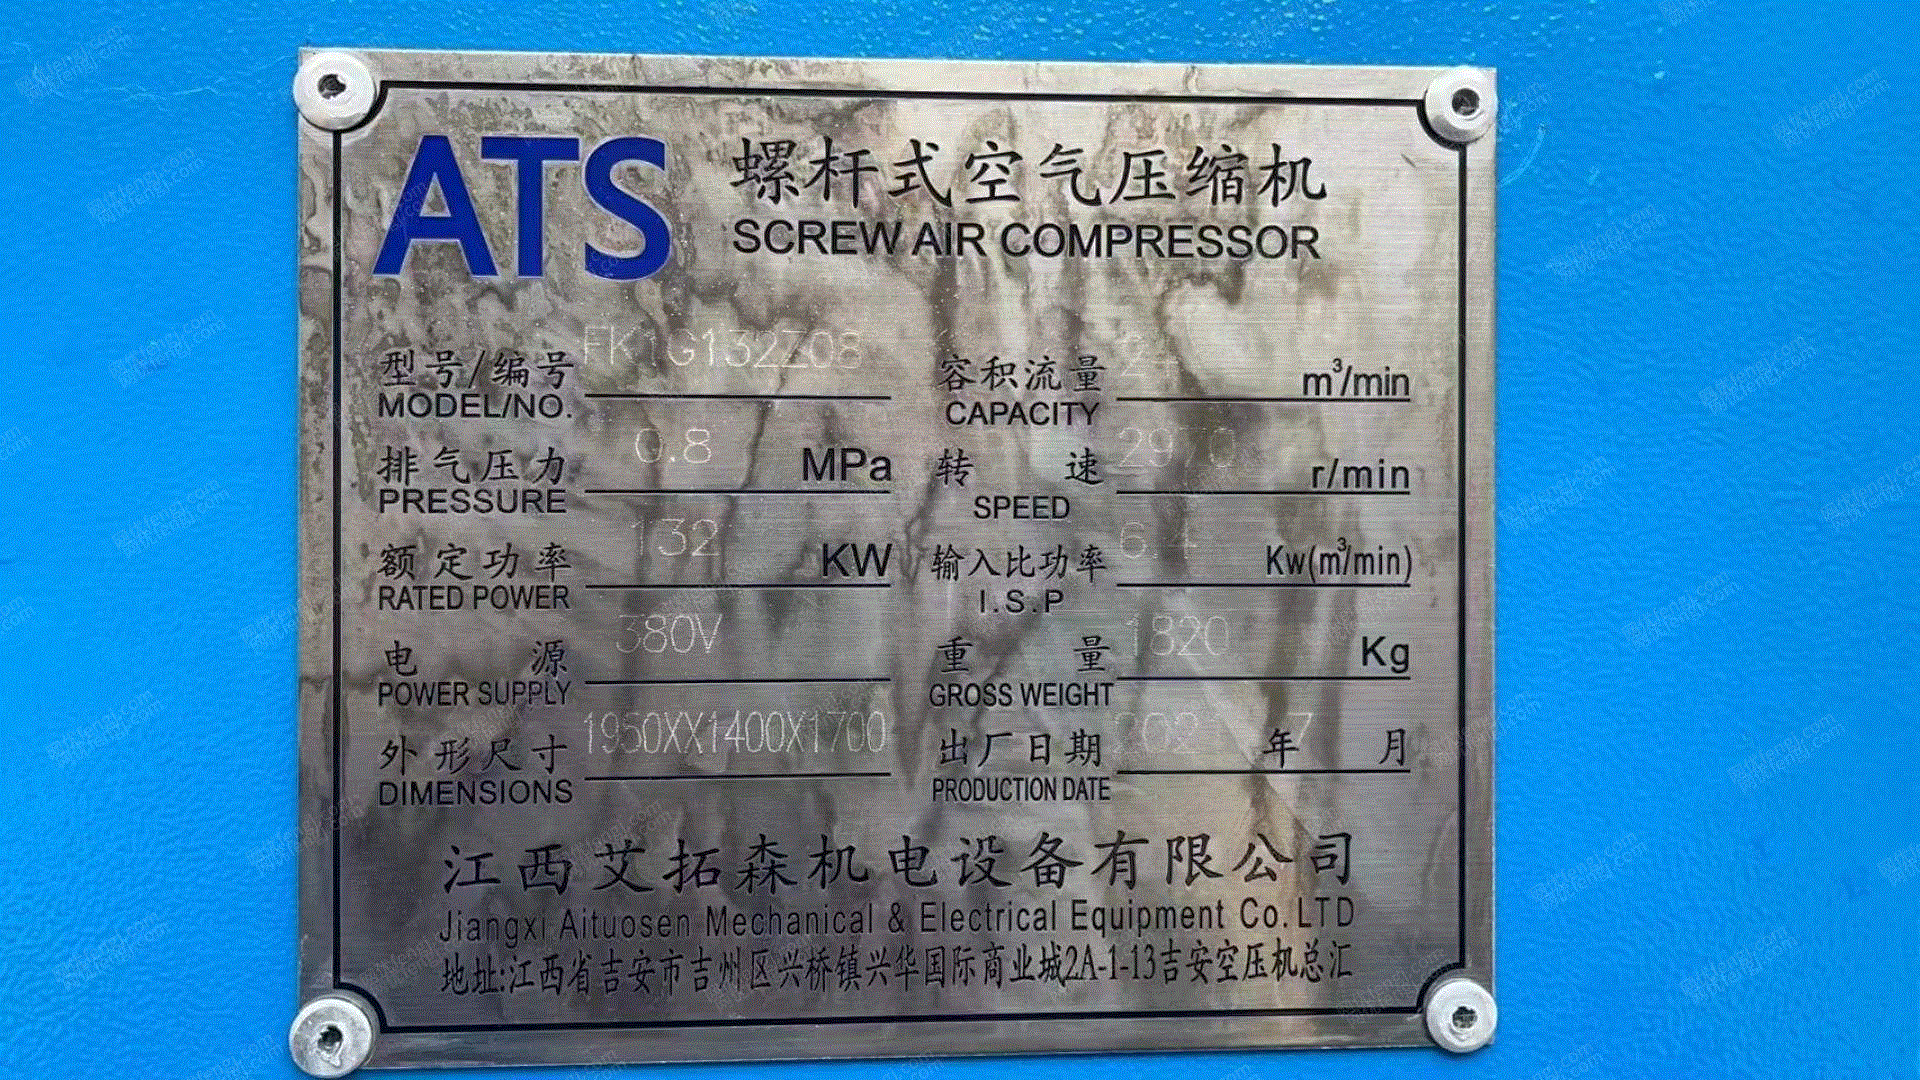 ATS
螺杆式空气压缩机
SCREW AIR COMPRESSOR
型号/编号 FK1G132Z08
MODEL/NO.
容积流量 m³/min
CAPACITY
排气压力 0.8 MPa
PRESSURE
转速 2970 r/min
SPEED
额定功率 132 KW
RATED POWER
输入比功率 6.4 Kw(m³/min)
I.S.P
电源 380V
POWER SUPPLY
重量 1820 Kg
GROSS WEIGHT
外形尺寸 1950XX1400X1700
DIMENSIONS
出厂日期 年 7 月
PRODUCTION DATE
江西艾拓森机电设备有限公司
Jiangxi Aituosen Mechanical & Electrical Equipment Co.LTD
地址:江西省吉安市吉州区兴桥镇兴华国际商业城2A-1-13吉安空压机总汇